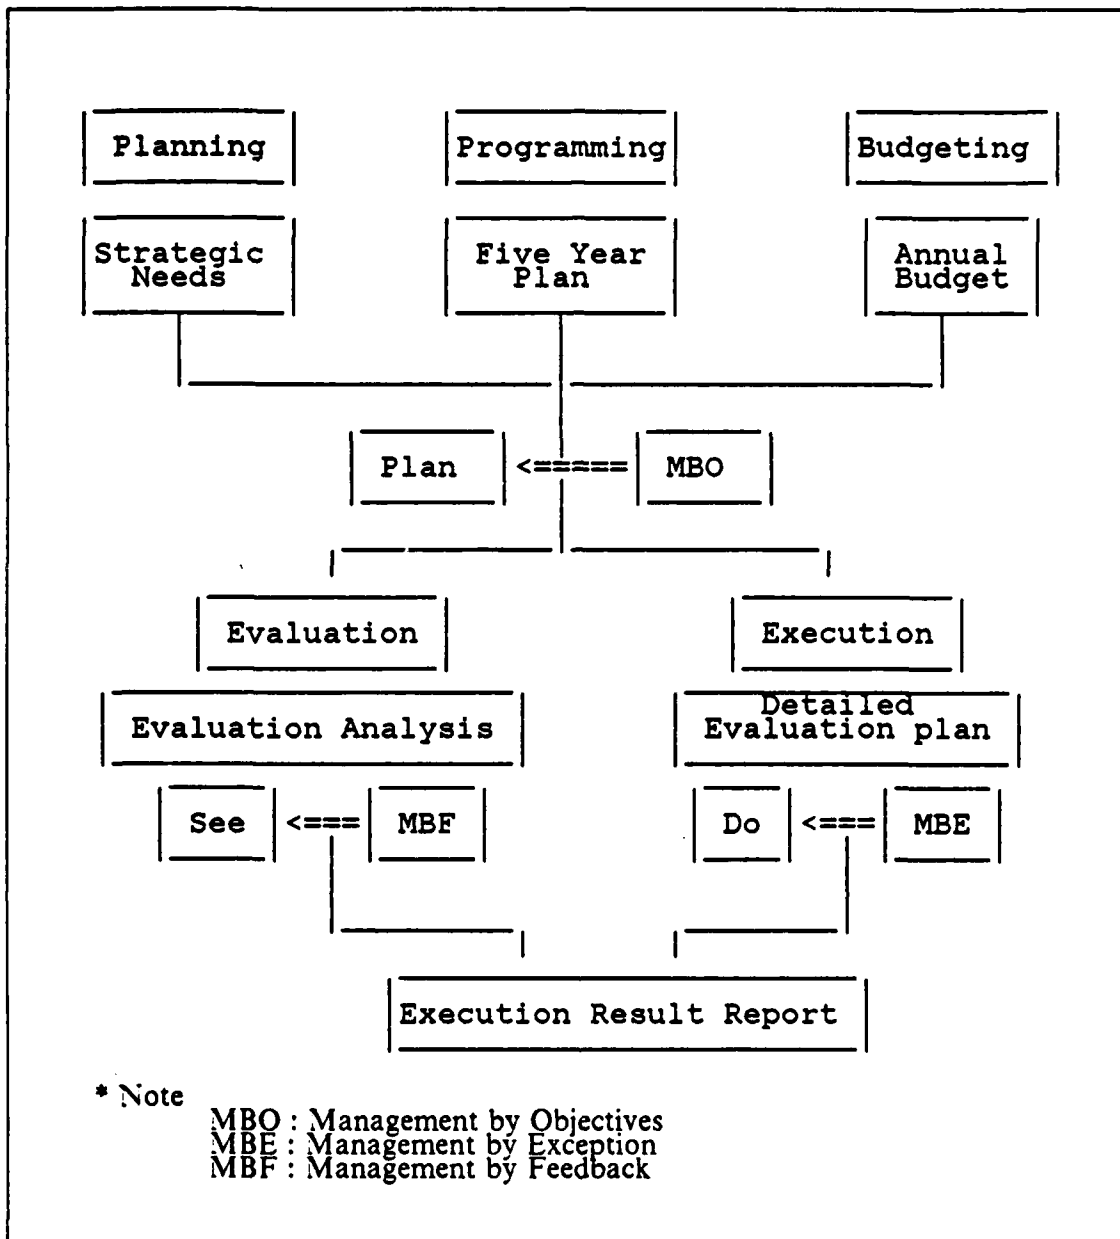 Planning Programming Budgeting
Strategic Needs
Five Year Plan
Annual Budget
Plan <===== MBO
Evaluation Execution
Evaluation Analysis
Detailed
Evaluation plan
See <=== MBF Do <=== MBE
Execution Result Report
* Note
MBO : Management by Objectives
MBE : Management by Exception
MBF : Management by Feedback